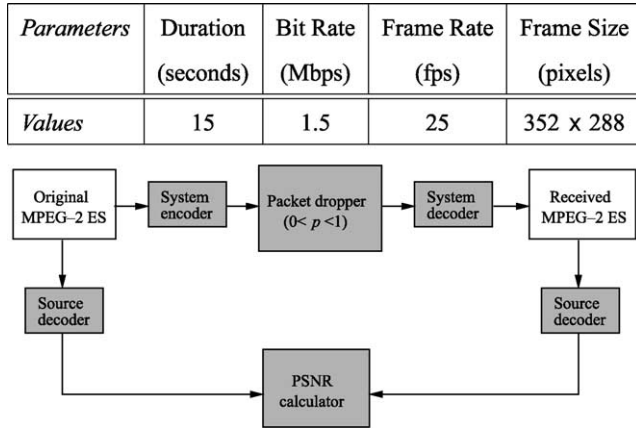 Parameters Duration Bit Rate Frame Rate Frame Size
(seconds) (Mbps) (fps) (pixels)
Values 15 1.5 25 352 x 288
Original
MPEG–2 ES
System
encoder
Packet dropper
(0< p <1)
System
decoder
Received
MPEG–2 ES
Source
decoder
Source
decoder
PSNR
calculator